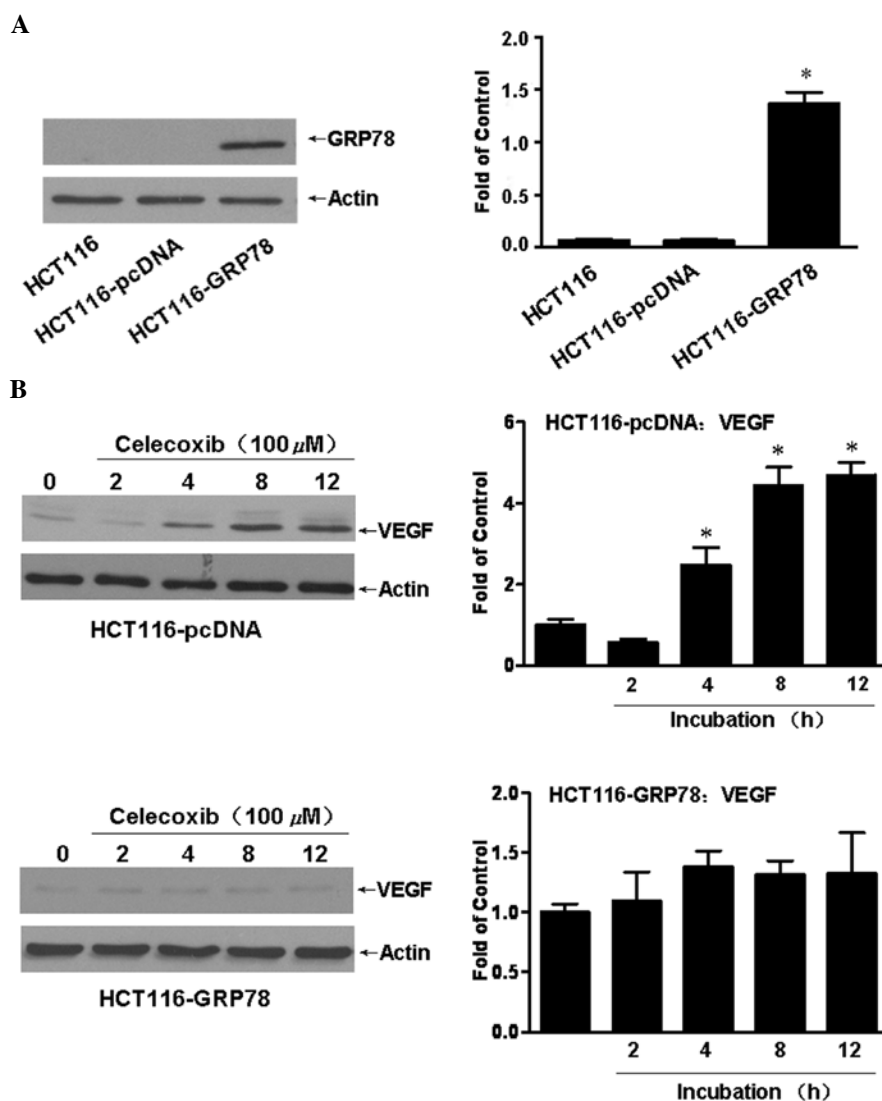 A
GRP78
Actin
HCT116
HCT116-pcDNA
HCT116-GRP78
2.0
1.5
1.0
0.5
0.0
Fold of Control
*
HCT116
HCT116-pcDNA
HCT116-GRP78
B
Celecoxib (100 μM)
0 2 4 8 12
VEGF
Actin
HCT116-pcDNA
HCT116-pcDNA: VEGF
6
4
2
0
Fold of Control
* * *
2 4 8 12
Incubation (h)
Celecoxib (100 μM)
0 2 4 8 12
VEGF
Actin
HCT116-GRP78
HCT116-GRP78: VEGF
2.0
1.5
1.0
0.5
0.0
Fold of Control
2 4 8 12
Incubation (h)